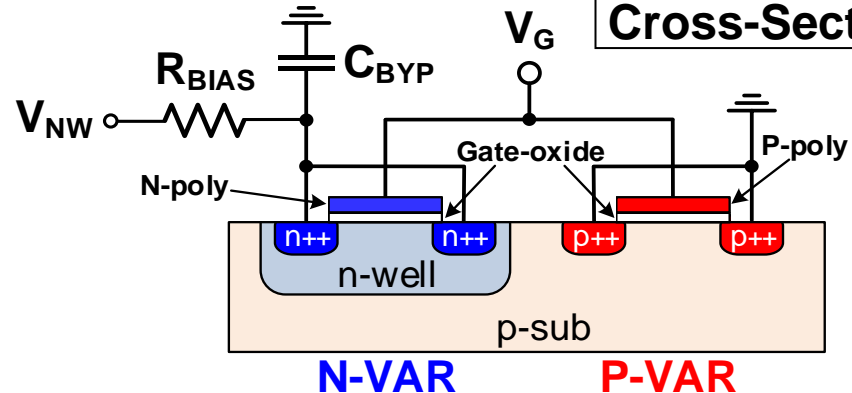 Cross-Sect
V_G
C_BYP
R_BIAS
V_NW
P-poly
Gate-oxide
N-poly
n++ n++ p++ p++
n-well
p-sub
N-VAR P-VAR